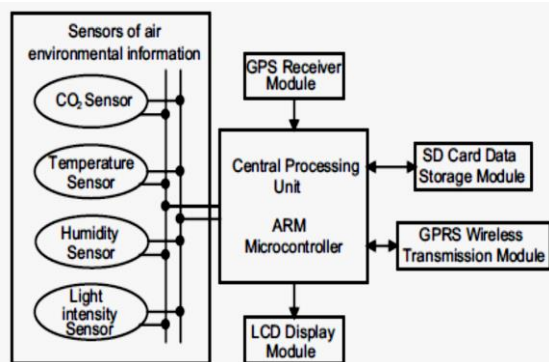 Sensors of air
environmental information
CO₂ Sensor
Temperature
Sensor
Humidity
Sensor
Light
intensity
Sensor
GPS Receiver
Module
Central Processing
Unit
ARM
Microcontroller
SD Card Data
Storage Module
GPRS Wireless
Transmission Module
LCD Display
Module